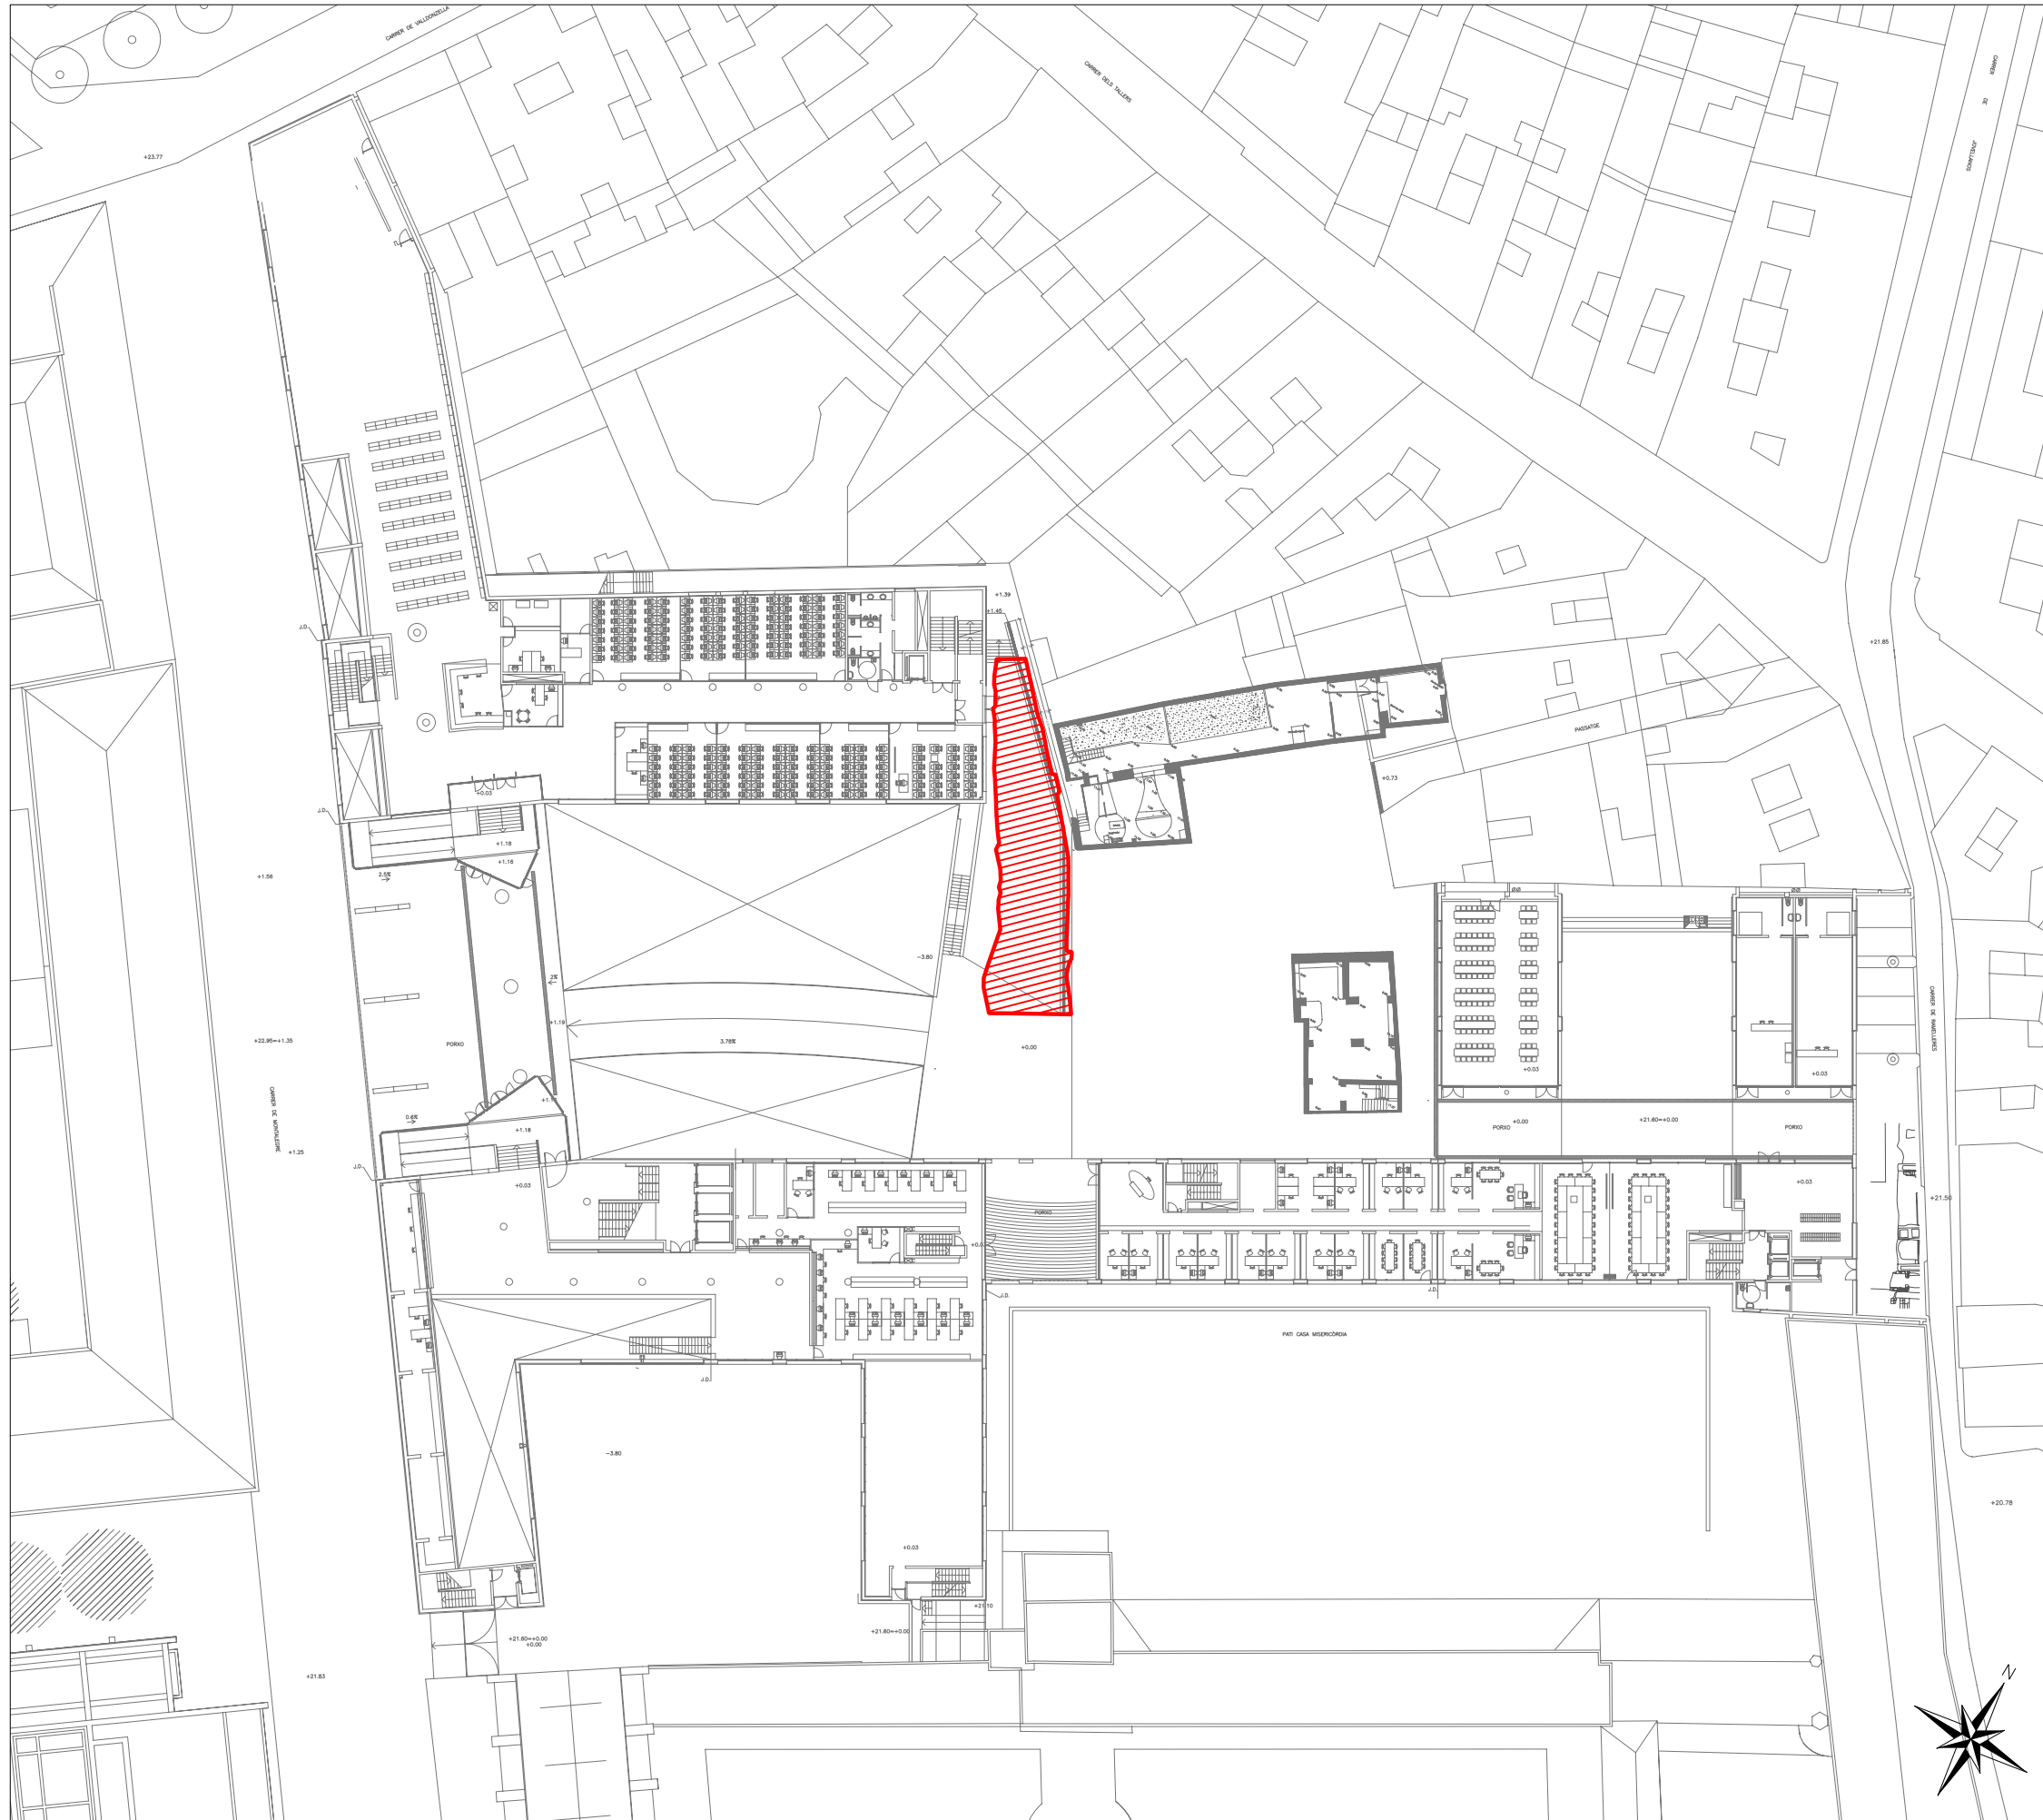 CARRER DE VALLDONZELLA
CARRER DELS TALLERS
CARRER DE JOVELLANOS
+23.77
+1.39
+1.45
J.D.
+21.85
PASSATGE
+0.73
+0.03
J.D.
+1.18
+1.16
2.5%
+1.56
-3.80
2%
+1.19
3.78%
+0.00
+22.95=+1.35
PORXO
CARRER DE RAMELLERES
+0.03
+0.03
CARRER DE MONTALEGRE
0.6%
+1.18
+1.25
PORXO
+0.00
+21.60=+0.00
PORXO
J.D.
+0.03
+0.03
+21.50
PORXO
J.D.
J.D.
PATI CASA MISERICÒRDIA
J.D.
-3.80
+20.78
+0.03
+21.10
+21.60=+0.00
+0.00
+21.60=+0.00
+21.83
N